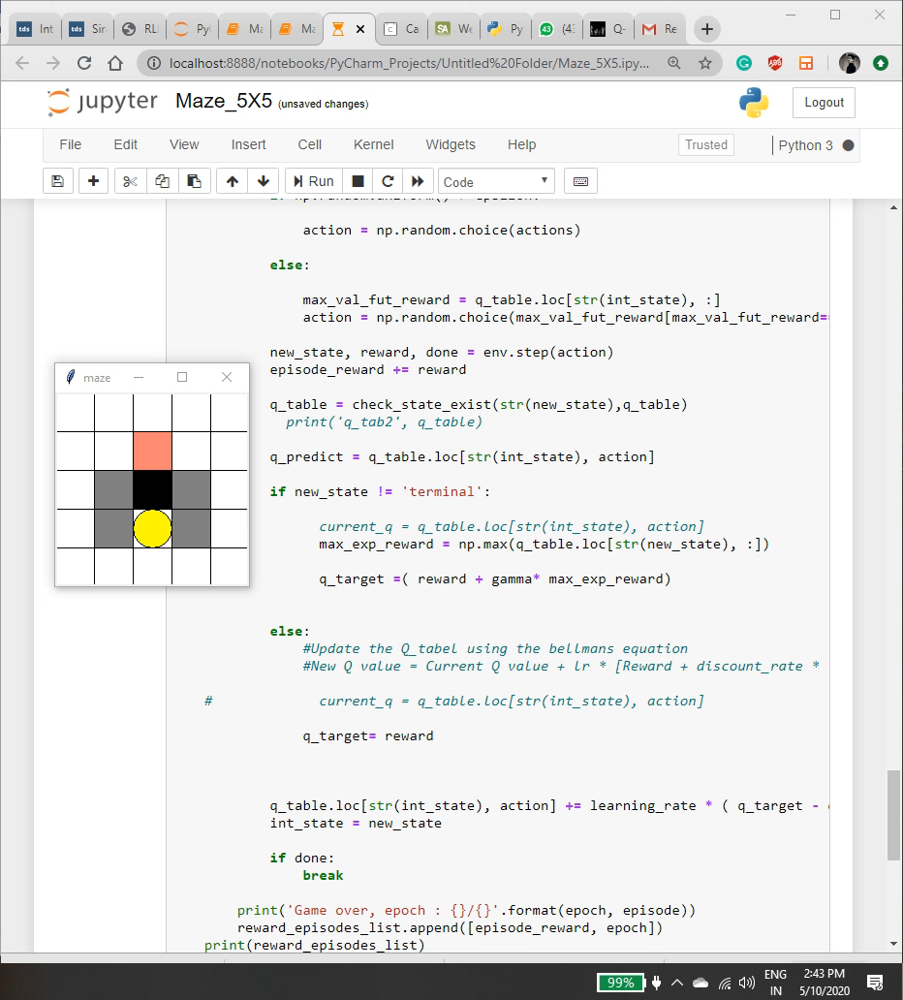 Int
Sin
RL
Py
Ma
Ma
Ca
SA
We
Py
43
(4:
Q-
Re
localhost:8888/notebooks/PyCharm_Projects/Untitled%20Folder/Maze_5X5.ipy...
jupyter Maze_5X5 (unsaved changes)
Logout
File Edit View Insert Cell Kernel Widgets Help
Trusted
Python 3
Run
Code
action = np.random.choice(actions)
else:
max_val_fut_reward = q_table.loc[str(int_state), :]
action = np.random.choice(max_val_fut_reward[max_val_fut_reward==
new_state, reward, done = env.step(action)
episode_reward += reward
maze
q_table = check_state_exist(str(new_state),q_table)
print('q_tab2', q_table)
q_predict = q_table.loc[str(int_state), action]
if new_state != 'terminal':
current_q = q_table.loc[str(int_state), action]
max_exp_reward = np.max(q_table.loc[str(new_state), :])
q_target =( reward + gamma* max_exp_reward)
else:
#Update the Q_tabel using the bellmans equation
#New Q value = Current Q value + lr * [Reward + discount_rate *
# current_q = q_table.loc[str(int_state), action]
q_target= reward
q_table.loc[str(int_state), action] += learning_rate * ( q_target -
int_state = new_state
if done:
break
print('Game over, epoch : {}/{}'.format(epoch, episode))
reward_episodes_list.append([episode_reward, epoch])
print(reward_episodes_list)
99%
ENG
IN
2:43 PM
5/10/2020